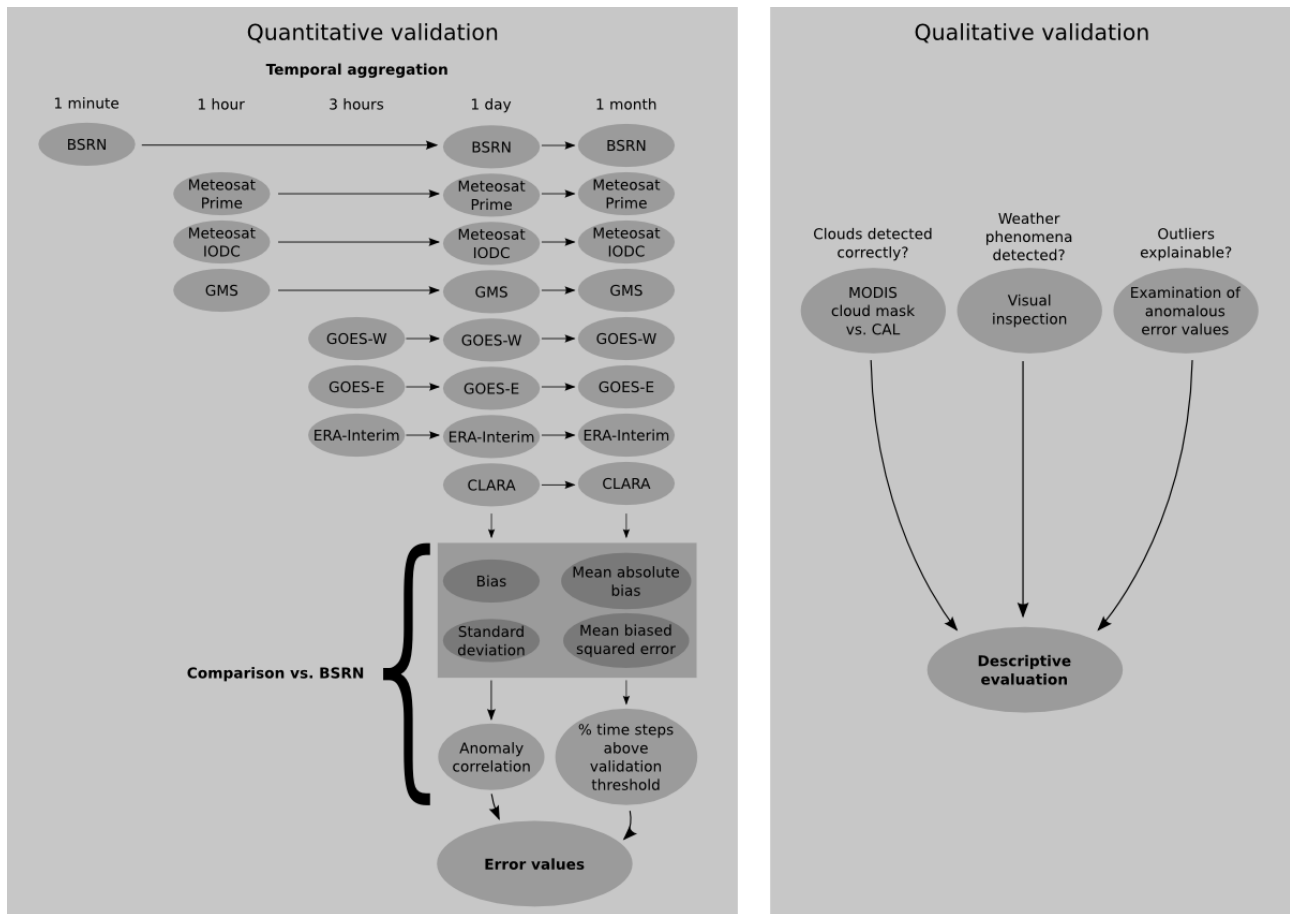 Quantitative validation
Temporal aggregation
1 minute
1 hour
3 hours
1 day
1 month
BSRN
BSRN
BSRN
Meteosat
Prime
Meteosat
Prime
Meteosat
Prime
Meteosat
IODC
Meteosat
IODC
Meteosat
IODC
GMS
GMS
GMS
GOES-W
GOES-W
GOES-W
GOES-E
GOES-E
GOES-E
ERA-Interim
ERA-Interim
ERA-Interim
CLARA
CLARA
Comparison vs. BSRN
Bias
Mean absolute
bias
Standard
deviation
Mean biased
squared error
Anomaly
correlation
% time steps
above
validation
threshold
Error values
Qualitative validation
Clouds detected
correctly?
MODIS
cloud mask
vs. CAL
Weather
phenomena
detected?
Visual
inspection
Outliers
explainable?
Examination of
anomalous
error values
Descriptive
evaluation